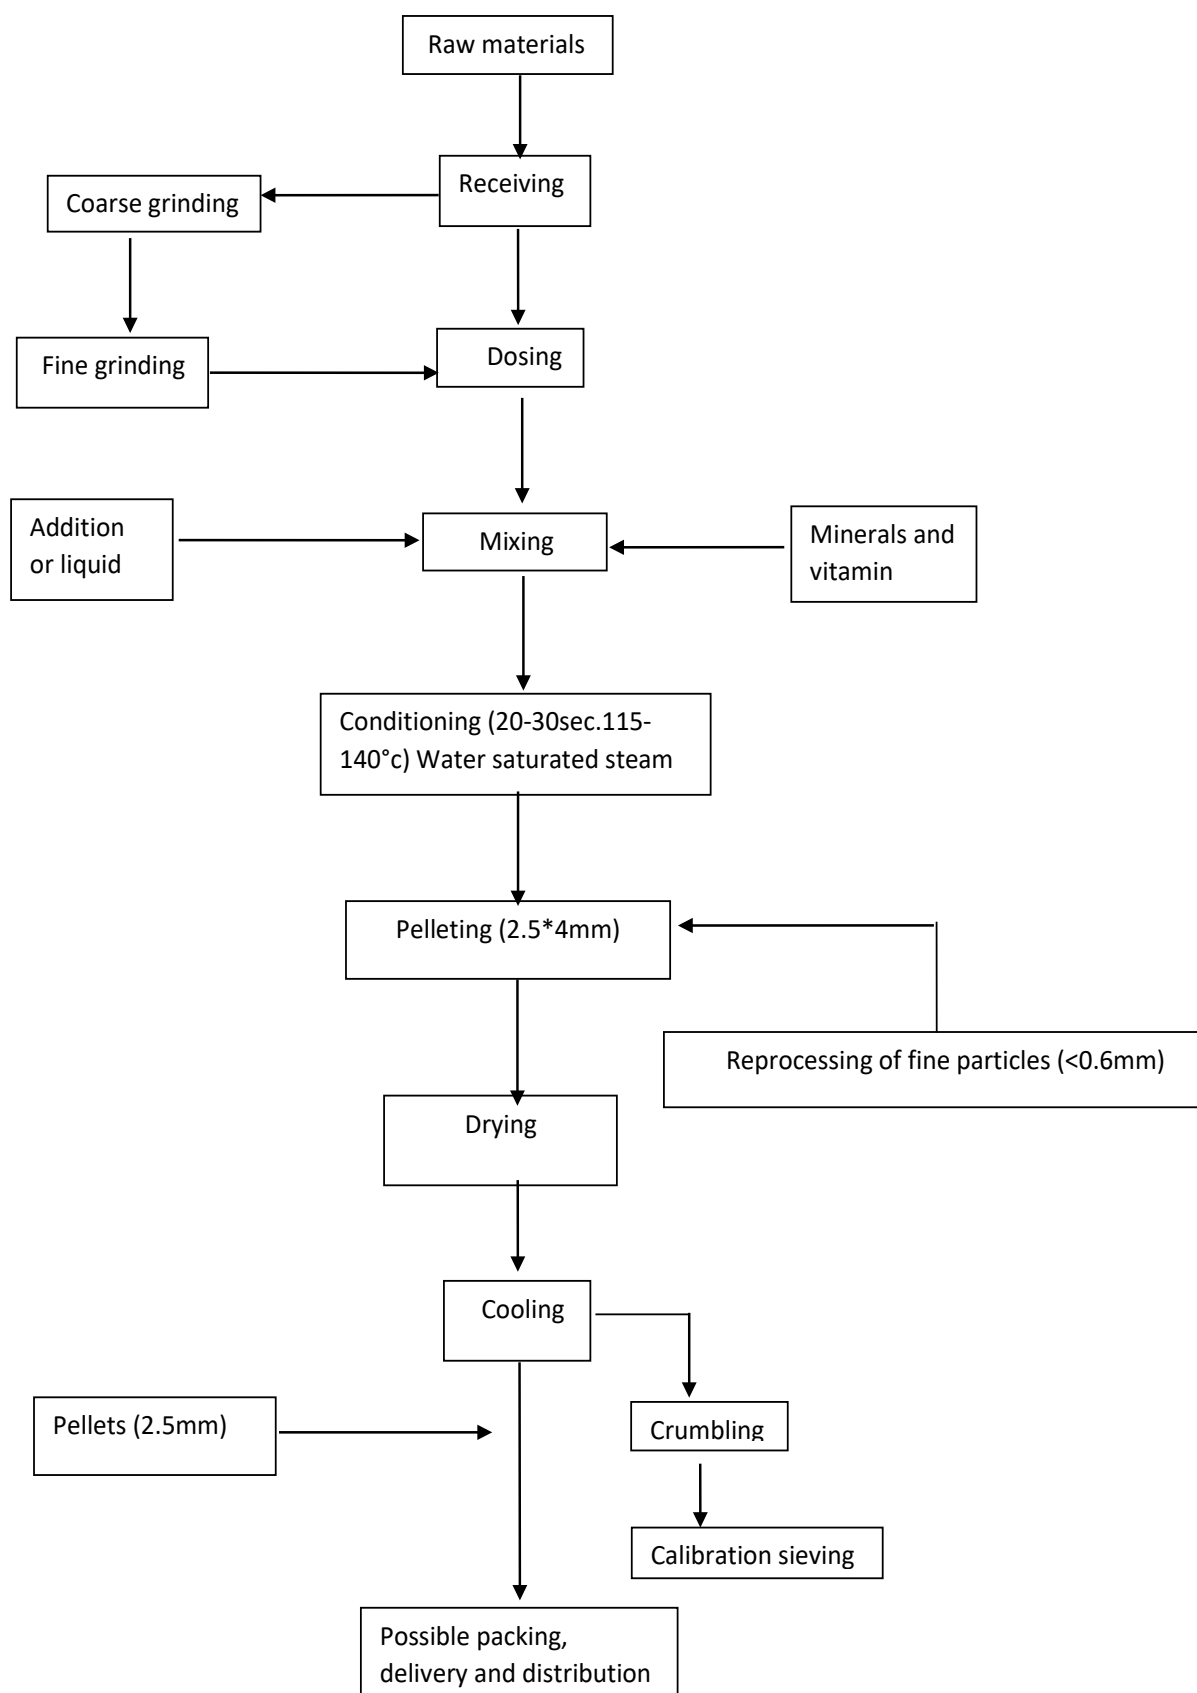 Raw materials
Receiving
Coarse grinding
Dosing
Fine grinding
Addition
or liquid
Mixing
Minerals and
vitamin
Conditioning (20-30sec.115-
140°c) Water saturated steam
Pelleting (2.5*4mm)
Reprocessing of fine particles (<0.6mm)
Drying
Cooling
Pellets (2.5mm)
Crumbling
Calibration sieving
Possible packing,
delivery and distribution